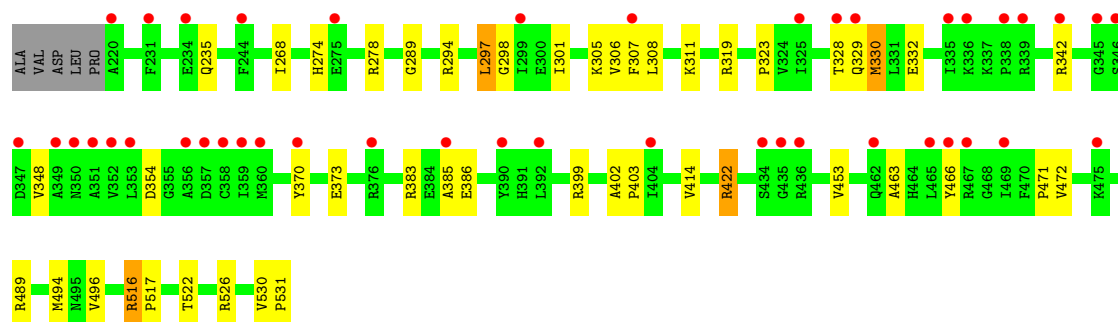 ALA VAL ASP LEU PRO A220 F231 E234 Q235 F244 I268 H274 E275 R278 G289 R294 L297 G298 I299 E300 I301 K305 V306 F307 L308 K311 R319 P323 V324 I325 T328 Q329 M330 L331 E332 I335 K336 K337 P338 R339 R342 G345 S346
D347 V348 A349 N350 A351 V352 L353 D354 G355 A356 D357 C358 I359 M360 Y370 E373 R376 R383 E384 A385 E386 Y390 H391 L392 R399 A402 P403 I404 V414 R422 S434 G435 R436 V453 Q462 A463 H464 L465 Y466 R467 G468 I469 F470 P471 V472 K475
R489 M494 N495 V496 R516 P517 T522 R526 V530 P531